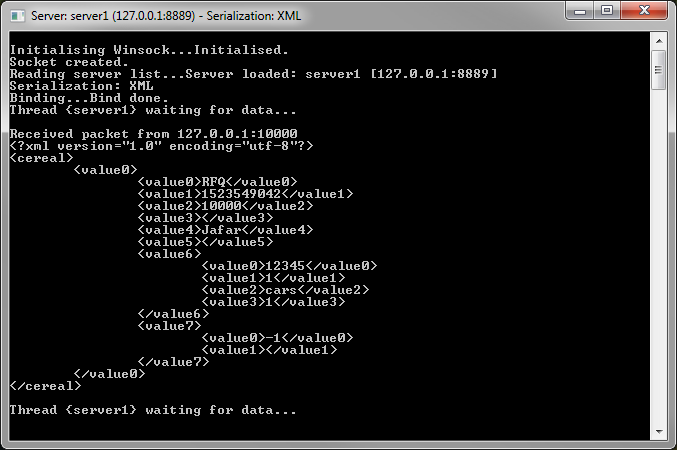 Server: server1 (127.0.0.1:8889) - Serialization: XML
Initialising Winsock...Initialised.
Socket created.
Reading server list...Server loaded: server1 [127.0.0.1:8889]
Serialization: XML
Binding...Bind done.
Thread {server1} waiting for data...
Received packet from 127.0.0.1:10000
<?xml version="1.0" encoding="utf-8"?>
<cereal>
<value0>
<value0>RFQ</value0>
<value1>1523549042</value1>
<value2>10000</value2>
<value3></value3>
<value4>Jafar</value4>
<value5></value5>
<value6>
<value0>12345</value0>
<value1>1</value1>
<value2>cars</value2>
<value3>1</value3>
</value6>
<value7>
<value0>-1</value0>
<value1></value1>
</value7>
</value0>
</cereal>
Thread {server1} waiting for data...